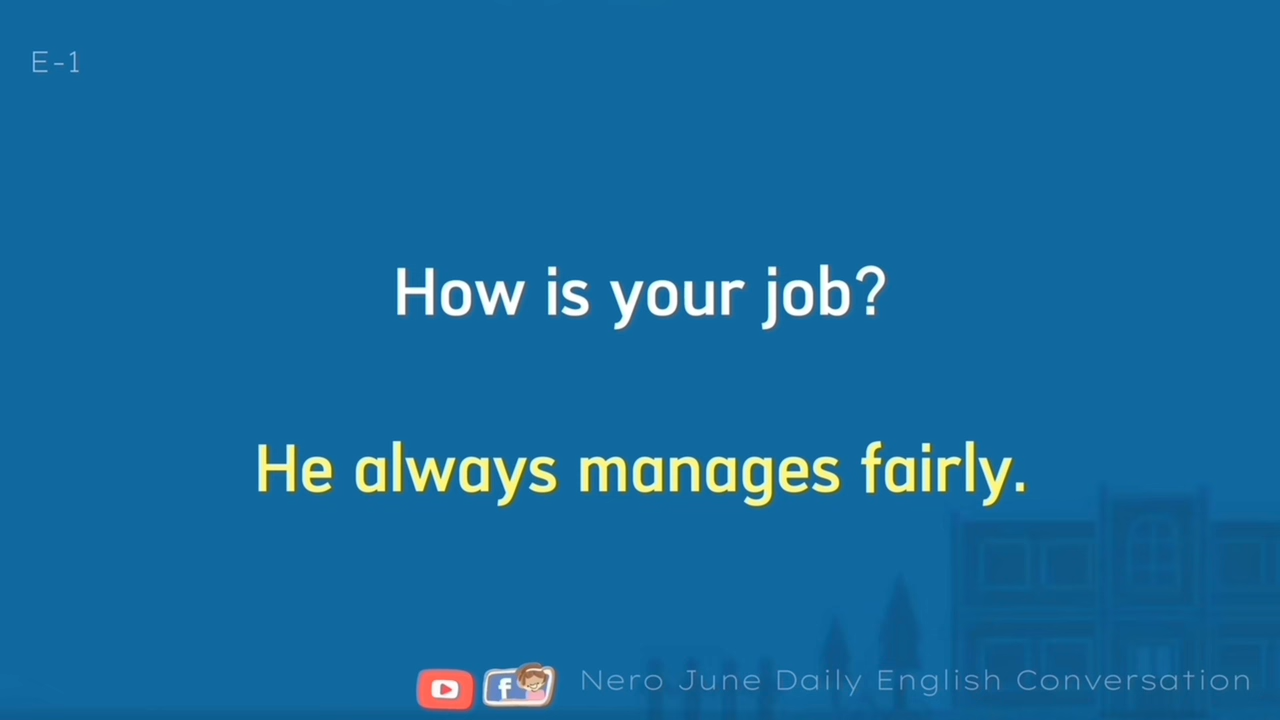 E-1
How is your job?
He always manages fairly.
Nero June Daily English Conversation